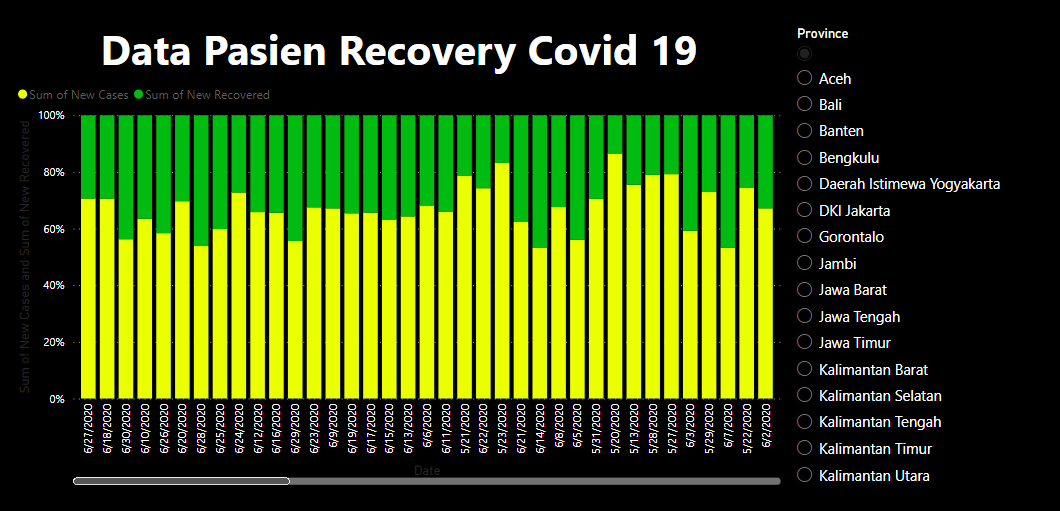 Data Pasien Recovery Covid 19
Sum of New Cases
Sum of New Recovered
Sum of New Cases and Sum of New Recovered
100%
80%
60%
40%
20%
0%
6/27/2020
6/18/2020
6/30/2020
6/10/2020
6/26/2020
6/20/2020
6/28/2020
6/25/2020
6/24/2020
6/12/2020
6/16/2020
6/29/2020
6/23/2020
6/9/2020
6/19/2020
6/17/2020
6/15/2020
6/13/2020
6/6/2020
6/11/2020
5/21/2020
6/22/2020
5/23/2020
6/21/2020
6/14/2020
6/8/2020
6/5/2020
5/31/2020
5/20/2020
5/13/2020
5/28/2020
5/27/2020
6/3/2020
5/29/2020
6/7/2020
5/22/2020
6/2/2020
Date
Province
Aceh
Bali
Banten
Bengkulu
Daerah Istimewa Yogyakarta
DKI Jakarta
Gorontalo
Jambi
Jawa Barat
Jawa Tengah
Jawa Timur
Kalimantan Barat
Kalimantan Selatan
Kalimantan Tengah
Kalimantan Timur
Kalimantan Utara